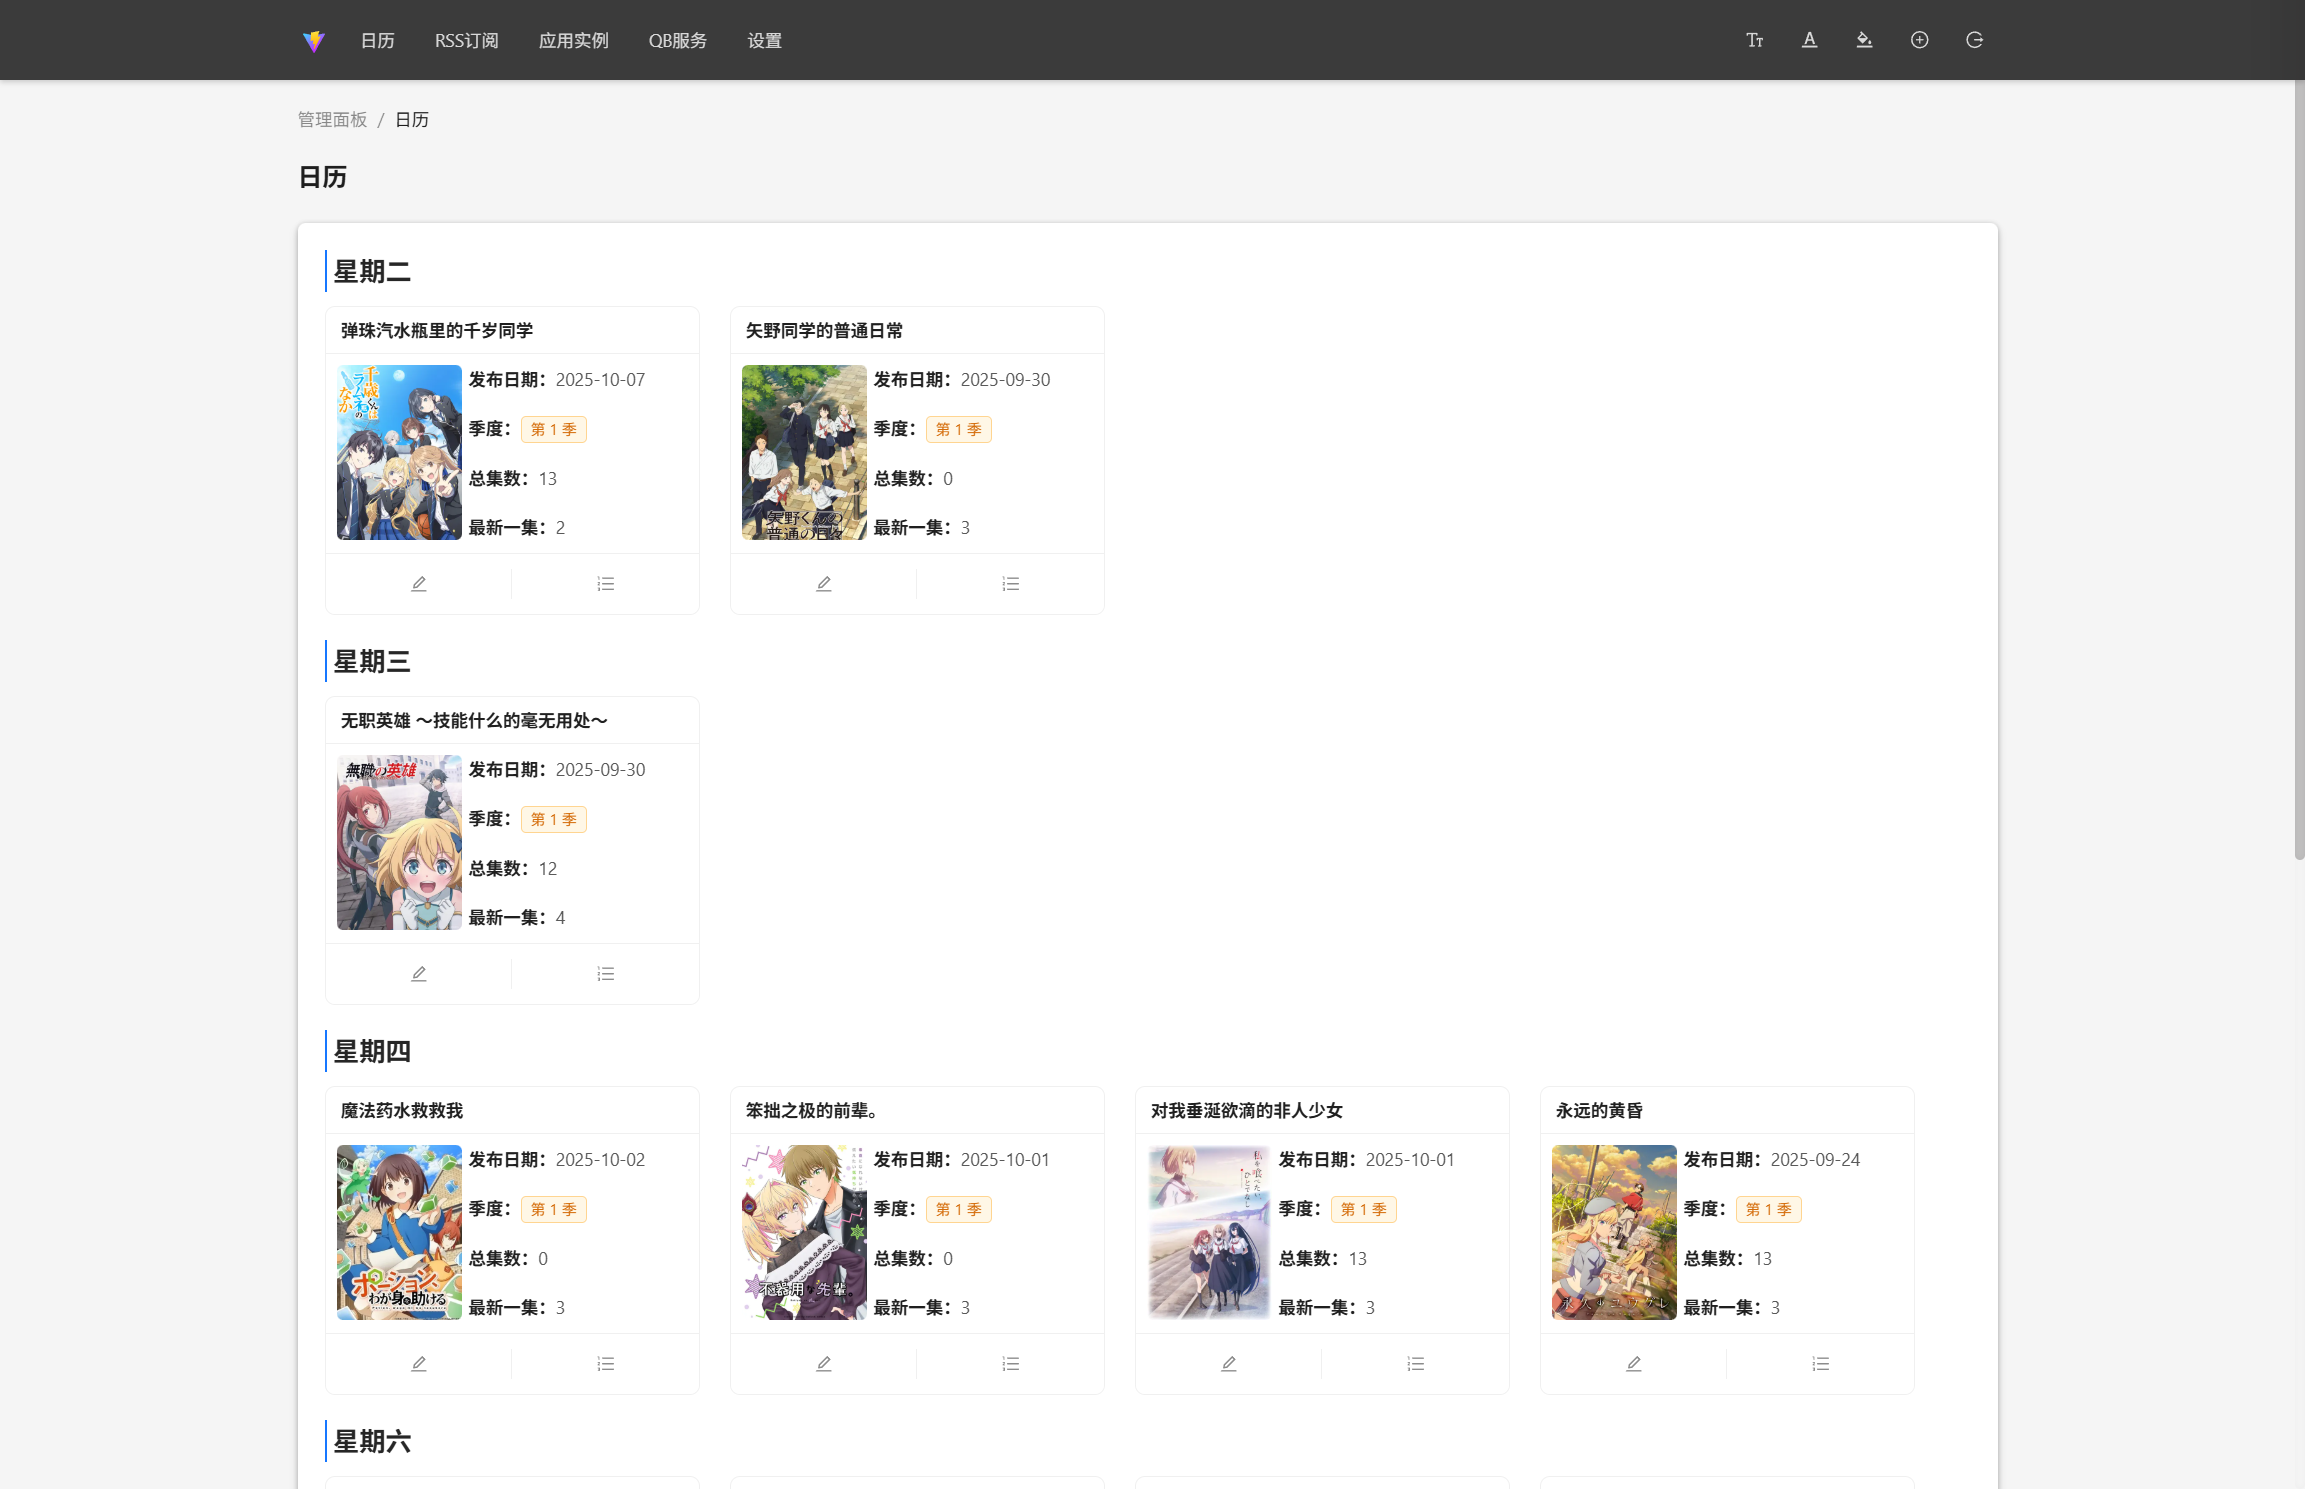 日历
RSS订阅
应用实例
QB服务
设置
管理面板 / 日历
日历
星期二
弹珠汽水瓶里的千岁同学
千歳くんは
ラムネの
なか
发布日期：2025-10-07
季度：第 1 季
总集数：13
最新一集：2
矢野同学的普通日常
矢野くんの
普通の日々
发布日期：2025-09-30
季度：第 1 季
总集数：0
最新一集：3
星期三
无职英雄 ～技能什么的毫无用处～
無職の英雄
发布日期：2025-09-30
季度：第 1 季
总集数：12
最新一集：4
星期四
魔法药水救救我
ポーション、
わが身を助ける
发布日期：2025-10-02
季度：第 1 季
总集数：0
最新一集：3
笨拙之极的前辈。
不器用な先輩。
发布日期：2025-10-01
季度：第 1 季
总集数：0
最新一集：3
对我垂涎欲滴的非人少女
私を喰べたい、
ひとでなし
发布日期：2025-10-01
季度：第 1 季
总集数：13
最新一集：3
永远的黄昏
永久のユウグレ
发布日期：2025-09-24
季度：第 1 季
总集数：13
最新一集：3
星期六